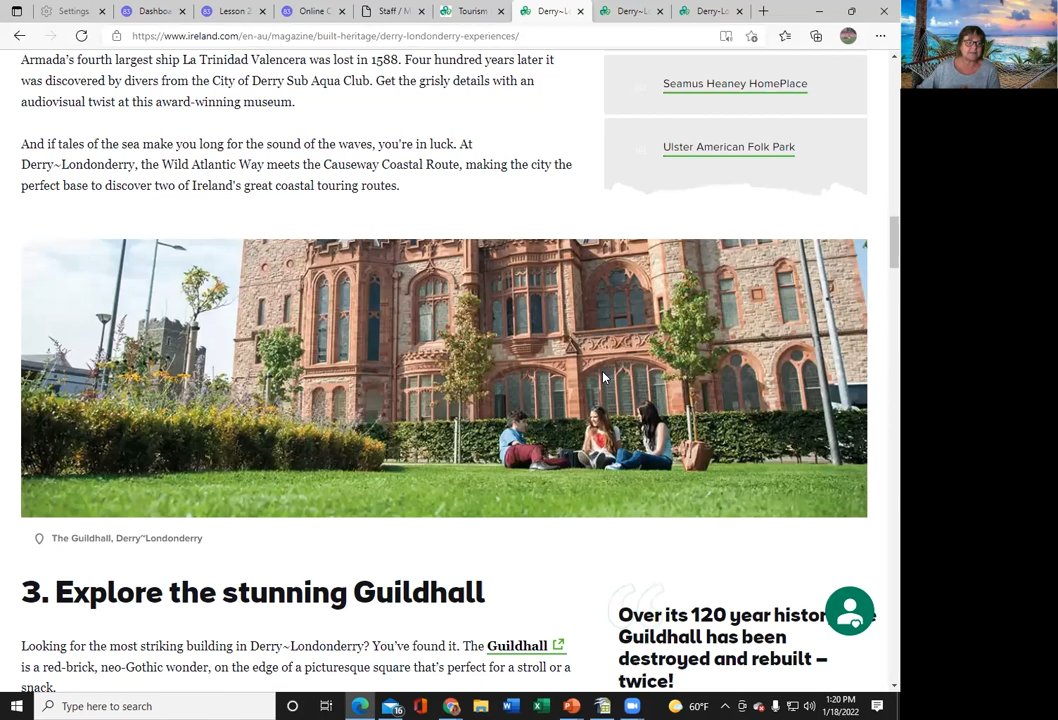 Settings
Dashboa
Lesson 2
Online C
Staff / M
Tourism
Derry~L
Derry~L
Derry-Lo
https://www.ireland.com/en-au/magazine/built-heritage/derry-londonderry-experiences/
Armada's fourth largest ship La Trinidad Valencera was lost in 1588. Four hundred years later it
was discovered by divers from the City of Derry Sub Aqua Club. Get the grisly details with an
audiovisual twist at this award-winning museum.
And if tales of the sea make you long for the sound of the waves, you're in luck. At
Derry~Londonderry, the Wild Atlantic Way meets the Causeway Coastal Route, making the city the
perfect base to discover two of Ireland's great coastal touring routes.
Seamus Heaney HomePlace
Ulster American Folk Park
The Guildhall, Derry~Londonderry
3. Explore the stunning Guildhall
Looking for the most striking building in Derry~Londonderry? You've found it. The Guildhall
is a red-brick, neo-Gothic wonder, on the edge of a picturesque square that's perfect for a stroll or a
snack.
Over its 120 year histor e
Guildhall has been
destroyed and rebuilt –
twice!
Type here to search
16
60°F
1:20 PM
1/18/2022